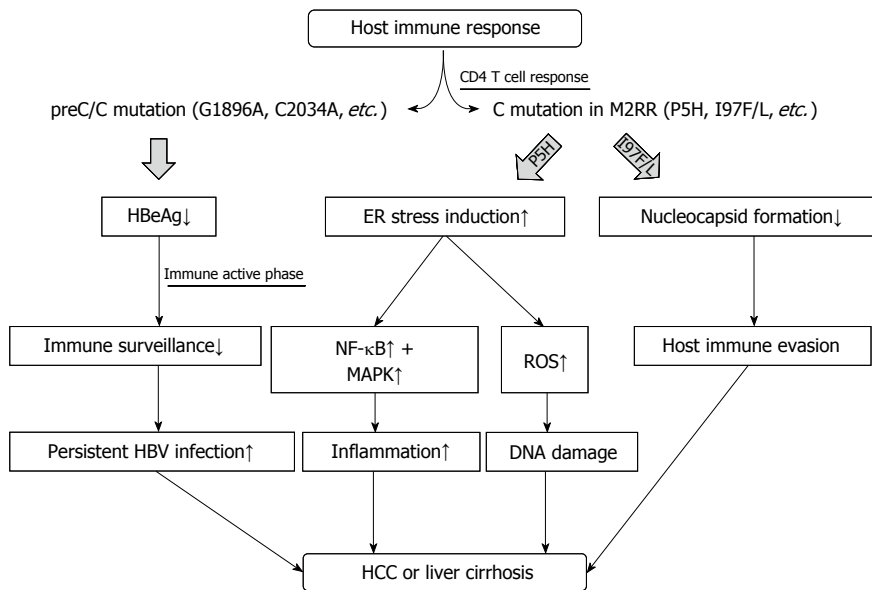 Host immune response
CD4 T cell response
preC/C mutation (G1896A, C2034A, etc.)
C mutation in M2RR (P5H, I97F/L, etc.)
P5H
I97F/L
HBeAg↓
ER stress induction↑
Nucleocapsid formation↓
Immune active phase
Immune surveillance↓
NF-κB↑ +
MAPK↑
ROS↑
Host immune evasion
Persistent HBV infection↑
Inflammation↑
DNA damage
HCC or liver cirrhosis